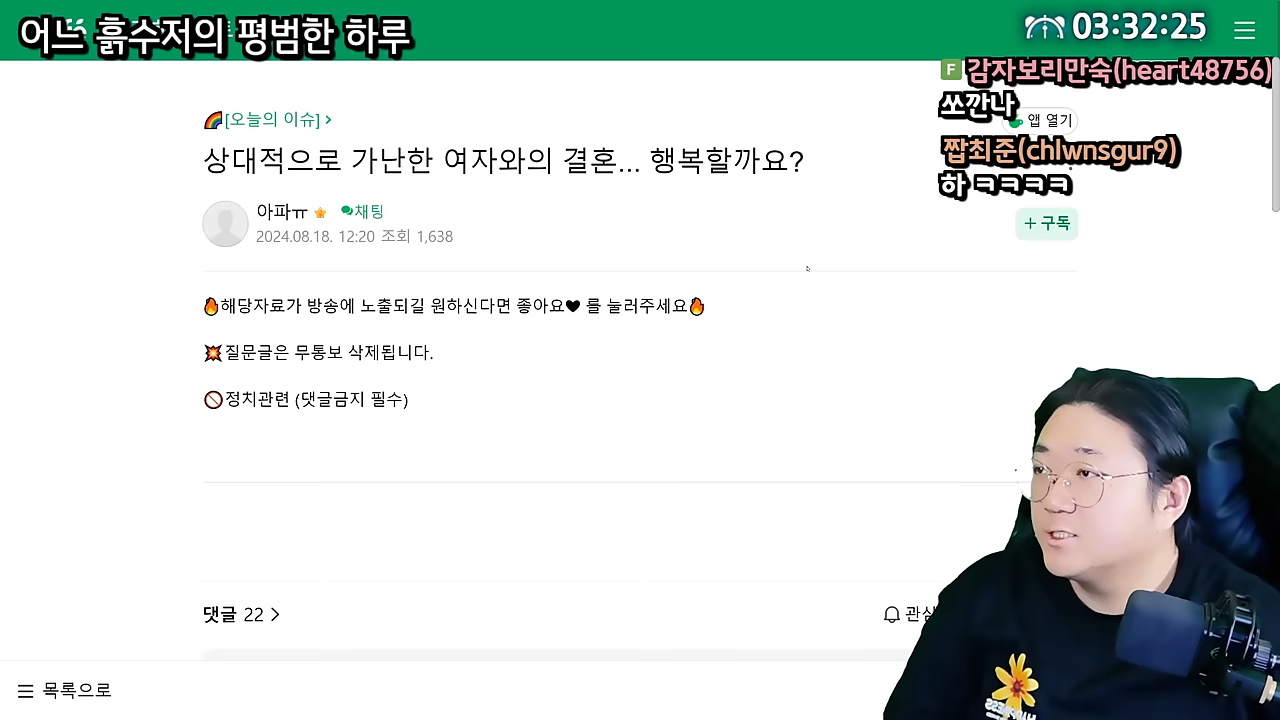 어느 흙수저의 평범한 하루
03:32:25
F 감자보리만숙(heart48756)
쏘깐나
앱 열기
짭최준(chlwnsgur9)
하 ㅋㅋㅋㅋ
🌈[오늘의 이슈] >
상대적으로 가난한 여자와의 결혼... 행복할까요?
아파ㅠ 채팅
2024.08.18. 12:20 조회 1,638
+ 구독
🔥해당자료가 방송에 노출되길 원하신다면 좋아요♥ 를 눌러주세요🔥
💥질문글은 무통보 삭제됩니다.
🚫정치관련 (댓글금지 필수)
댓글 22 >
관심
목록으로